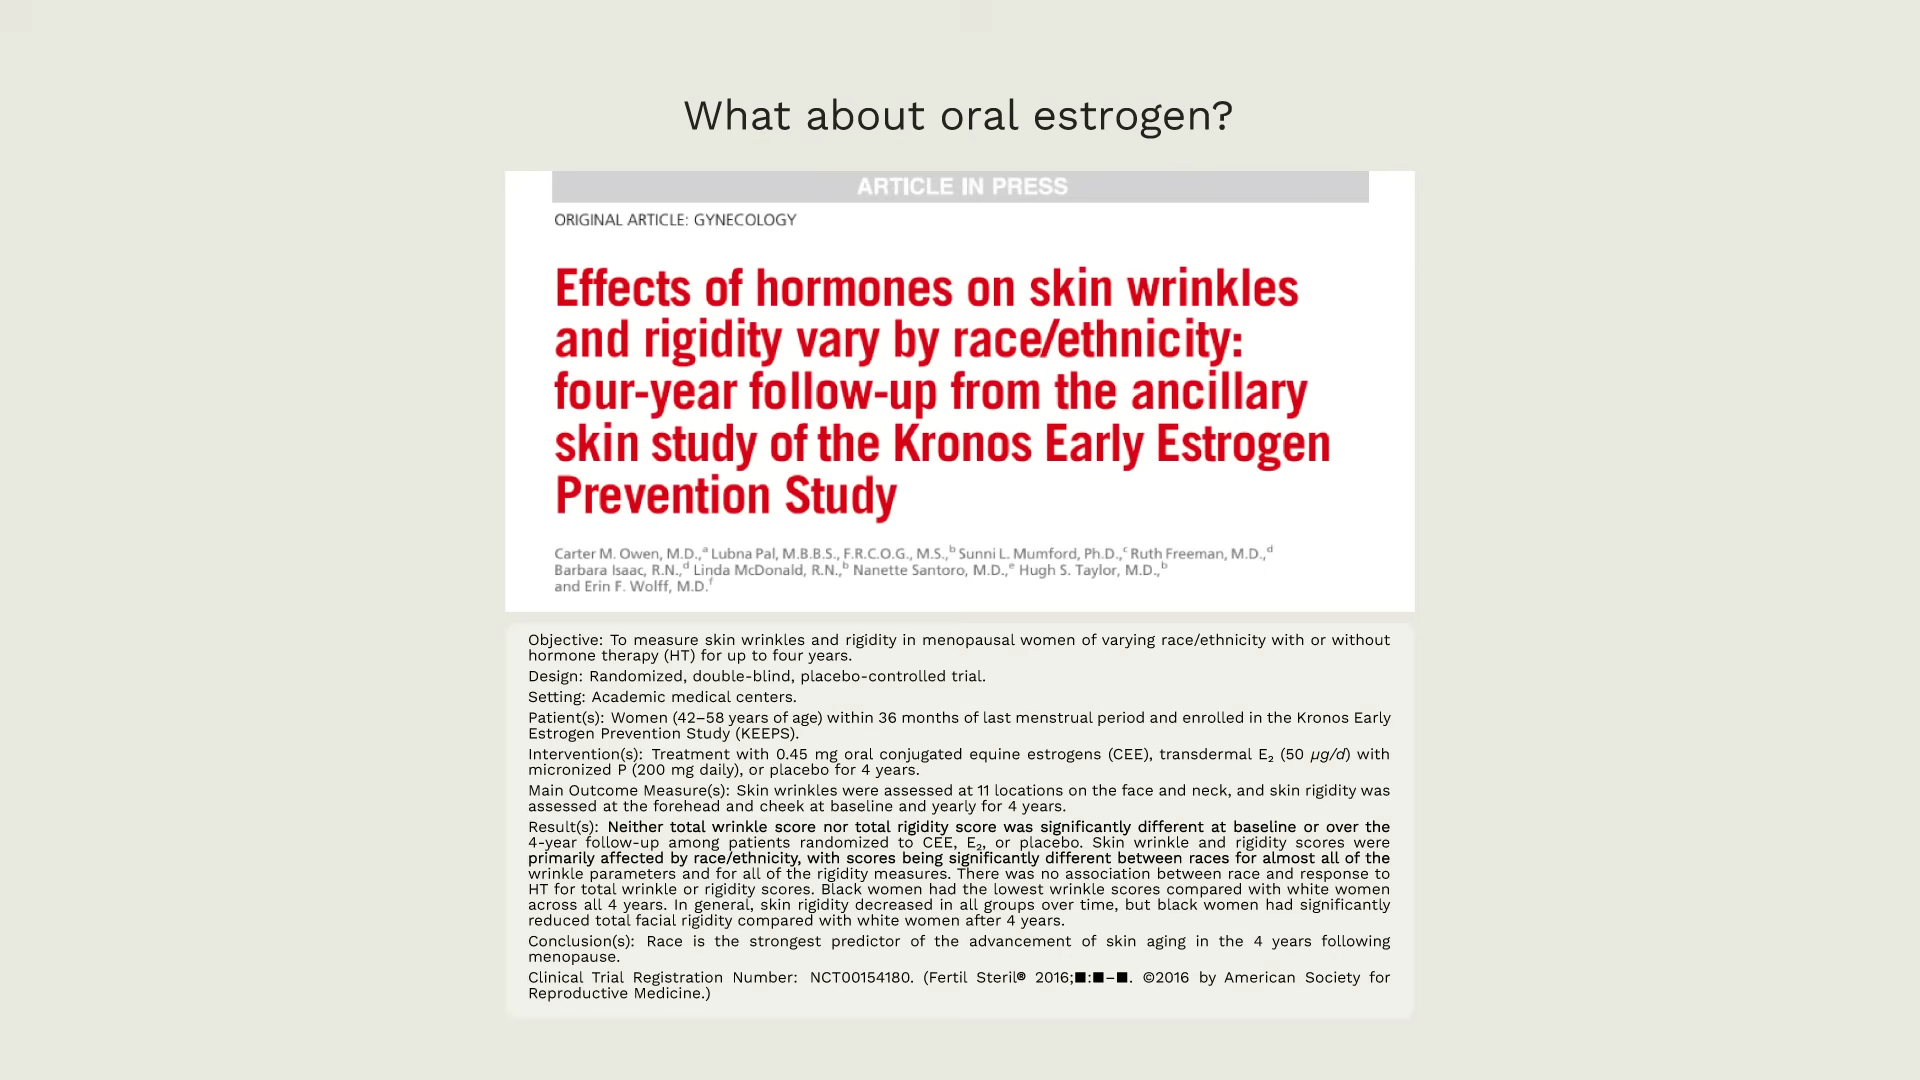 What about oral estrogen?
ARTICLE IN PRESS
ORIGINAL ARTICLE: GYNECOLOGY
Effects of hormones on skin wrinkles
and rigidity vary by race/ethnicity:
four-year follow-up from the ancillary
skin study of the Kronos Early Estrogen
Prevention Study
Carter M. Owen, M.D.,ᵃ Lubna Pal, M.B.B.S., F.R.C.O.G., M.S.,ᵇ Sunni L. Mumford, Ph.D.,ᶜ Ruth Freeman, M.D.,ᵈ
Barbara Isaac, R.N.,ᵈ Linda McDonald, R.N.,ᵇ Nanette Santoro, M.D.,ᵉ Hugh S. Taylor, M.D.,ᵇ
and Erin F. Wolff, M.D.ᶠ
Objective: To measure skin wrinkles and rigidity in menopausal women of varying race/ethnicity with or without
hormone therapy (HT) for up to four years.
Design: Randomized, double-blind, placebo-controlled trial.
Setting: Academic medical centers.
Patient(s): Women (42–58 years of age) within 36 months of last menstrual period and enrolled in the Kronos Early
Estrogen Prevention Study (KEEPS).
Intervention(s): Treatment with 0.45 mg oral conjugated equine estrogens (CEE), transdermal E₂ (50 μg/d) with
micronized P (200 mg daily), or placebo for 4 years.
Main Outcome Measure(s): Skin wrinkles were assessed at 11 locations on the face and neck, and skin rigidity was
assessed at the forehead and cheek at baseline and yearly for 4 years.
Result(s): Neither total wrinkle score nor total rigidity score was significantly different at baseline or over the
4-year follow-up among patients randomized to CEE, E₂, or placebo. Skin wrinkle and rigidity scores were
primarily affected by race/ethnicity, with scores being significantly different between races for almost all of the
wrinkle parameters and for all of the rigidity measures. There was no association between race and response to
HT for total wrinkle or rigidity scores. Black women had the lowest wrinkle scores compared with white women
across all 4 years. In general, skin rigidity decreased in all groups over time, but black women had significantly
reduced total facial rigidity compared with white women after 4 years.
Conclusion(s): Race is the strongest predictor of the advancement of skin aging in the 4 years following
menopause.
Clinical Trial Registration Number: NCT00154180. (Fertil Steril® 2016;■:■–■. ©2016 by American Society for
Reproductive Medicine.)